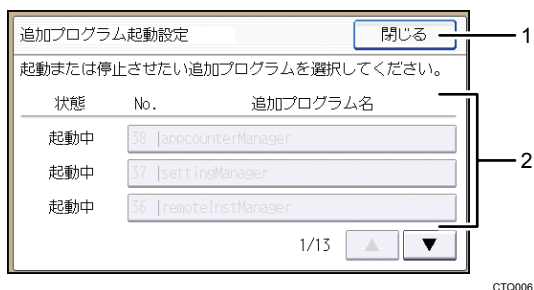 追加プログラム起動設定 閉じる 1
起動または停止させたい追加プログラムを選択してください。
状態 No. 追加プログラム名
起動中 38 |appcounterManager
起動中 37 |settingManager 2
起動中 36 |remoteInstManager
1/13 ▲ ▼
CTQ006